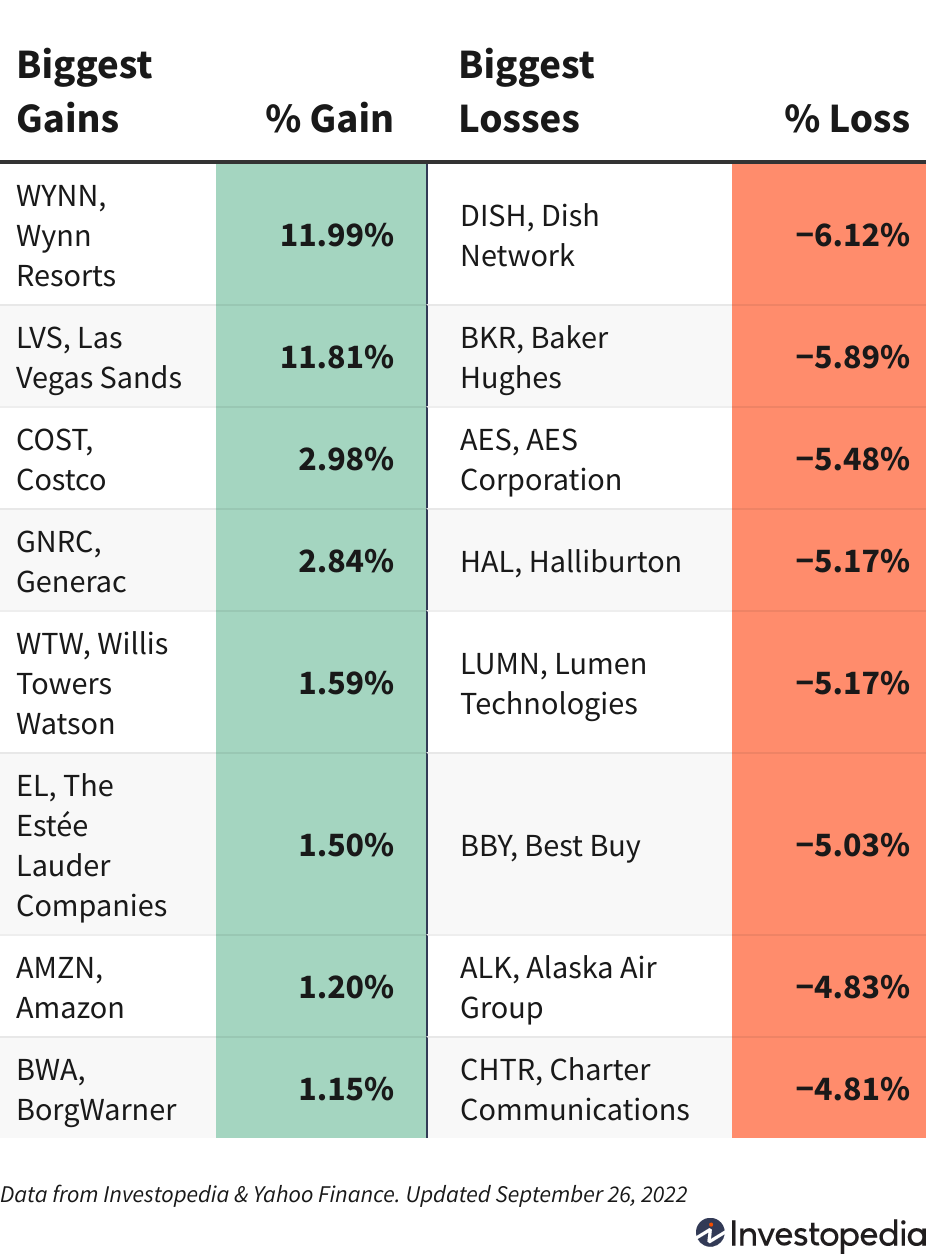 Biggest
Gains
% Gain
Biggest
Losses
% Loss
WYNN,
Wynn
Resorts
11.99%
DISH, Dish
Network
−6.12%
LVS, Las
Vegas Sands
11.81%
BKR, Baker
Hughes
−5.89%
COST,
Costco
2.98%
AES, AES
Corporation
−5.48%
GNRC,
Generac
2.84%
HAL, Halliburton
−5.17%
WTW, Willis
Towers
Watson
1.59%
LUMN, Lumen
Technologies
−5.17%
EL, The
Estée
Lauder
Companies
1.50%
BBY, Best Buy
−5.03%
AMZN,
Amazon
1.20%
ALK, Alaska Air
Group
−4.83%
BWA,
BorgWarner
1.15%
CHTR, Charter
Communications
−4.81%
Data from Investopedia & Yahoo Finance. Updated September 26, 2022
Investopedia